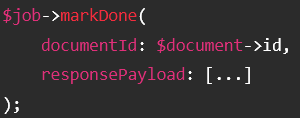 $job->markDone(
    documentId: $document->id,
    responsePayload: [...]
);